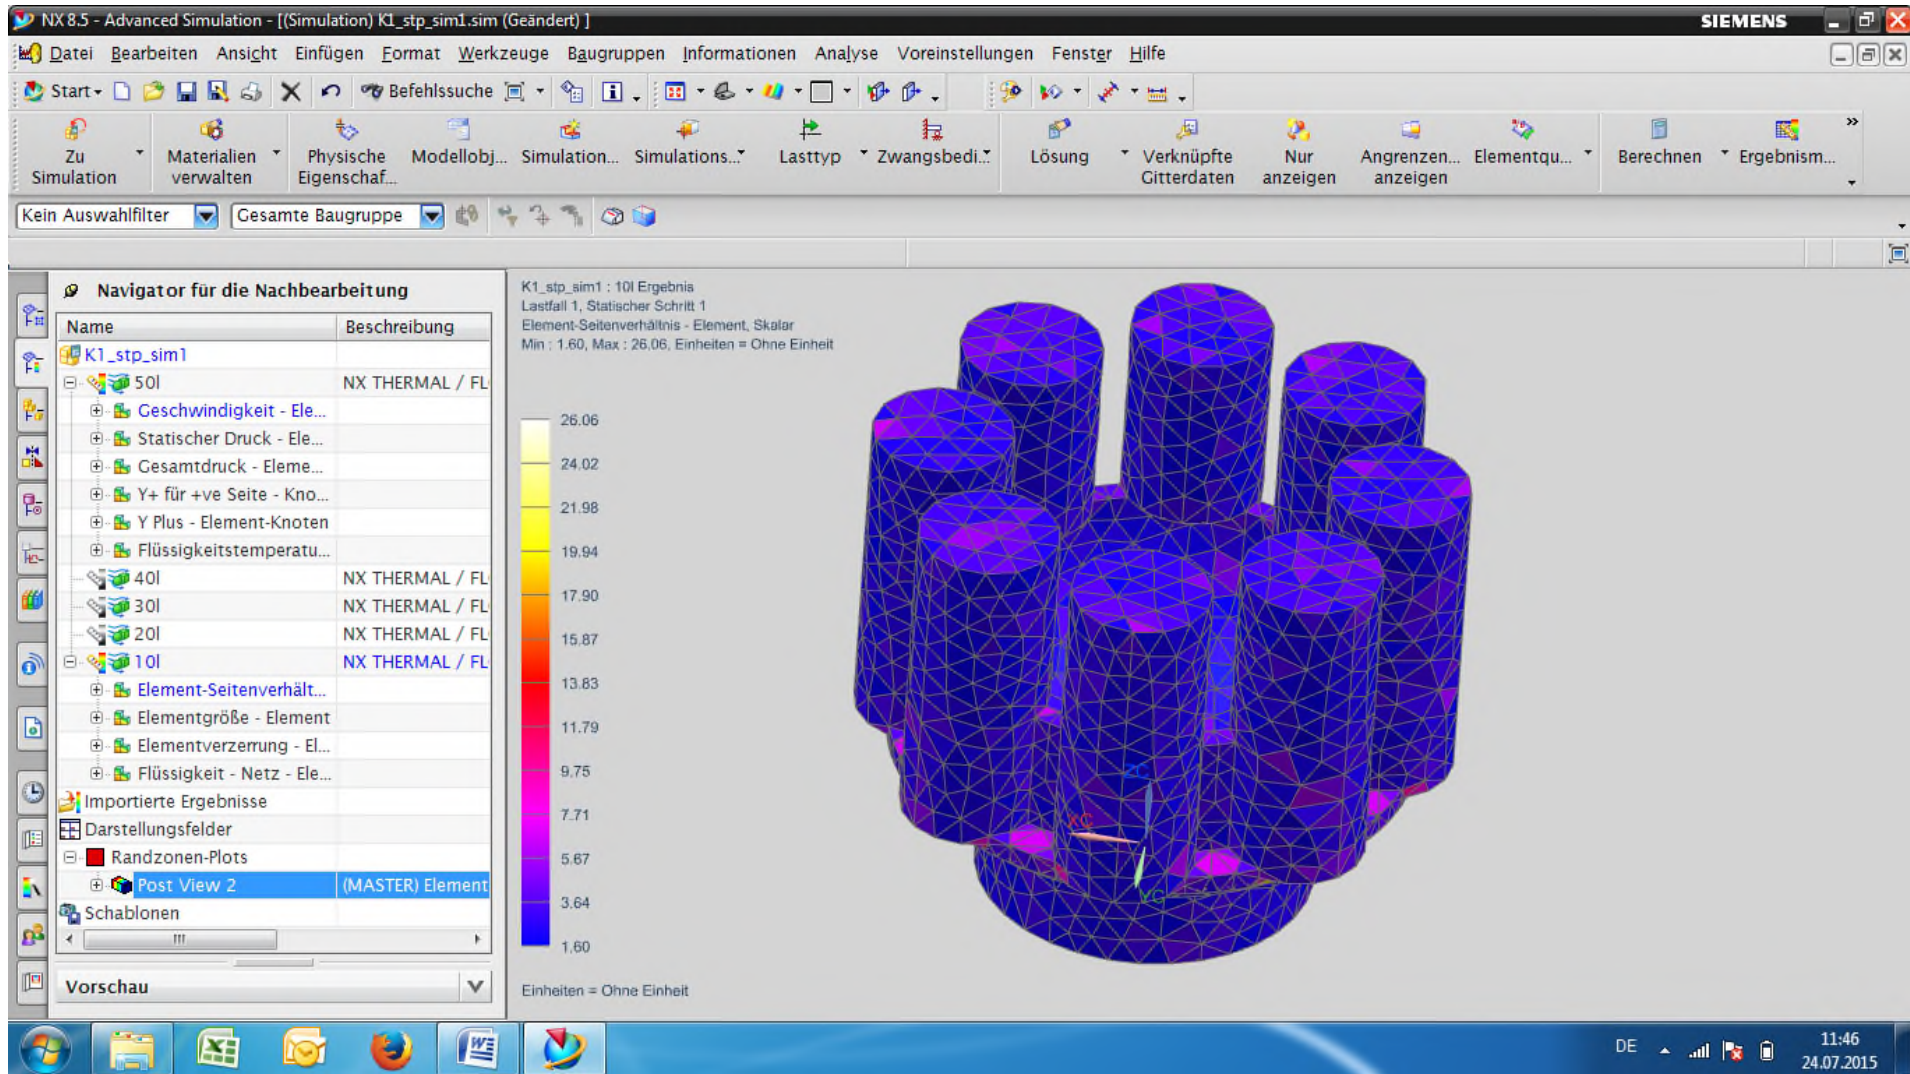 NX 8.5 - Advanced Simulation - [(Simulation) K1_stp_sim1.sim (Geändert) ]
SIEMENS
Datei Bearbeiten Ansicht Einfügen Format Werkzeuge Baugruppen Informationen Analyse Voreinstellungen Fenster Hilfe
Start Befehlssuche
Zu Simulation
Materialien verwalten
Physische Eigenschaf...
Modellobj...
Simulation...
Simulations...
Lasttyp
Zwangsbedi...
Lösung
Verknüpfte Gitterdaten
Nur anzeigen
Angrenzen... anzeigen
Elementqu...
Berechnen
Ergebnism...
Kein Auswahlfilter
Gesamte Baugruppe
Navigator für die Nachbearbeitung
Name Beschreibung
K1_stp_sim1
50l NX THERMAL / FL
Geschwindigkeit - Ele...
Statischer Druck - Ele...
Gesamtdruck - Eleme...
Y+ für +ve Seite - Kno...
Y Plus - Element-Knoten
Flüssigkeitstemperatu...
40l NX THERMAL / FL
30l NX THERMAL / FL
20l NX THERMAL / FL
10l NX THERMAL / FL
Element-Seitenverhält...
Elementgröße - Element
Elementverzerrung - El...
Flüssigkeit - Netz - Ele...
Importierte Ergebnisse
Darstellungsfelder
Randzonen-Plots
Post View 2 (MASTER) Element
Schablonen
Vorschau
K1_stp_sim1 : 10l Ergebnis
Lastfall 1, Statischer Schritt 1
Element-Seitenverhältnis - Element, Skalar
Min : 1.60, Max : 26.06, Einheiten = Ohne Einheit
26.06
24.02
21.98
19.94
17.90
15.87
13.83
11.79
9.75
7.71
5.67
3.64
1.60
Einheiten = Ohne Einheit
ZC
XC
YC
DE
11:46
24.07.2015